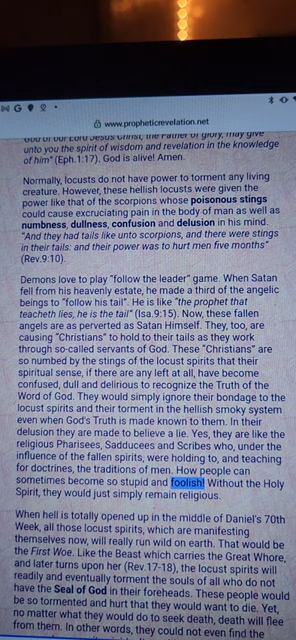 www.propheticrevelation.net
God of our Lord Jesus Christ, the Father of glory, may give
unto you the spirit of wisdom and revelation in the knowledge
of him" (Eph.1:17). God is alive! Amen.
Normally, locusts do not have power to torment any living
creature. However, these hellish locusts were given the
power like that of the scorpions whose poisonous stings
could cause excruciating pain in the body of man as well as
numbness, dullness, confusion and delusion in his mind.
"And they had tails like unto scorpions, and there were stings
in their tails: and their power was to hurt men five months"
(Rev.9:10).
Demons love to play "follow the leader" game. When Satan
fell from his heavenly estate, he made a third of the angelic
beings to "follow his tail". He is like "the prophet that
teacheth lies, he is the tail" (Isa.9:15). Now, these fallen
angels are as perverted as Satan Himself. They, too, are
causing "Christians" to hold to their tails as they work
through so-called servants of God. These "Christians" are
so numbed by the stings of the locust spirits that their
spiritual sense, if there are any left at all, have become
confused, dull and delirious to recognize the Truth of the
Word of God. They would simply ignore their bondage to the
locust spirits and their torment in the hellish smoky system
even when God's Truth is made known to them. In their
delusion they are made to believe a lie. Yes, they are like the
religious Pharisees, Sadducees and Scribes who, under the
influence of the fallen spirits, were holding to, and teaching
for doctrines, the traditions of men. How people can
sometimes become so stupid and foolish! Without the Holy
Spirit, they would just simply remain religious.
When hell is totally opened up in the middle of Daniel's 70th
Week, all those locust spirits, which are manifesting
themselves now, will really run wild on earth. That would be
the First Woe. Like the Beast which carries the Great Whore,
and later turns upon her (Rev.17-18), the locust spirits will
readily and eventually torment the souls of all who do not
have the Seal of God in their foreheads. These people would
be so tormented and hurt that they would want to die. Yet,
no matter what they would do to seek death, death will flee
from them. In other words, they could not even find the